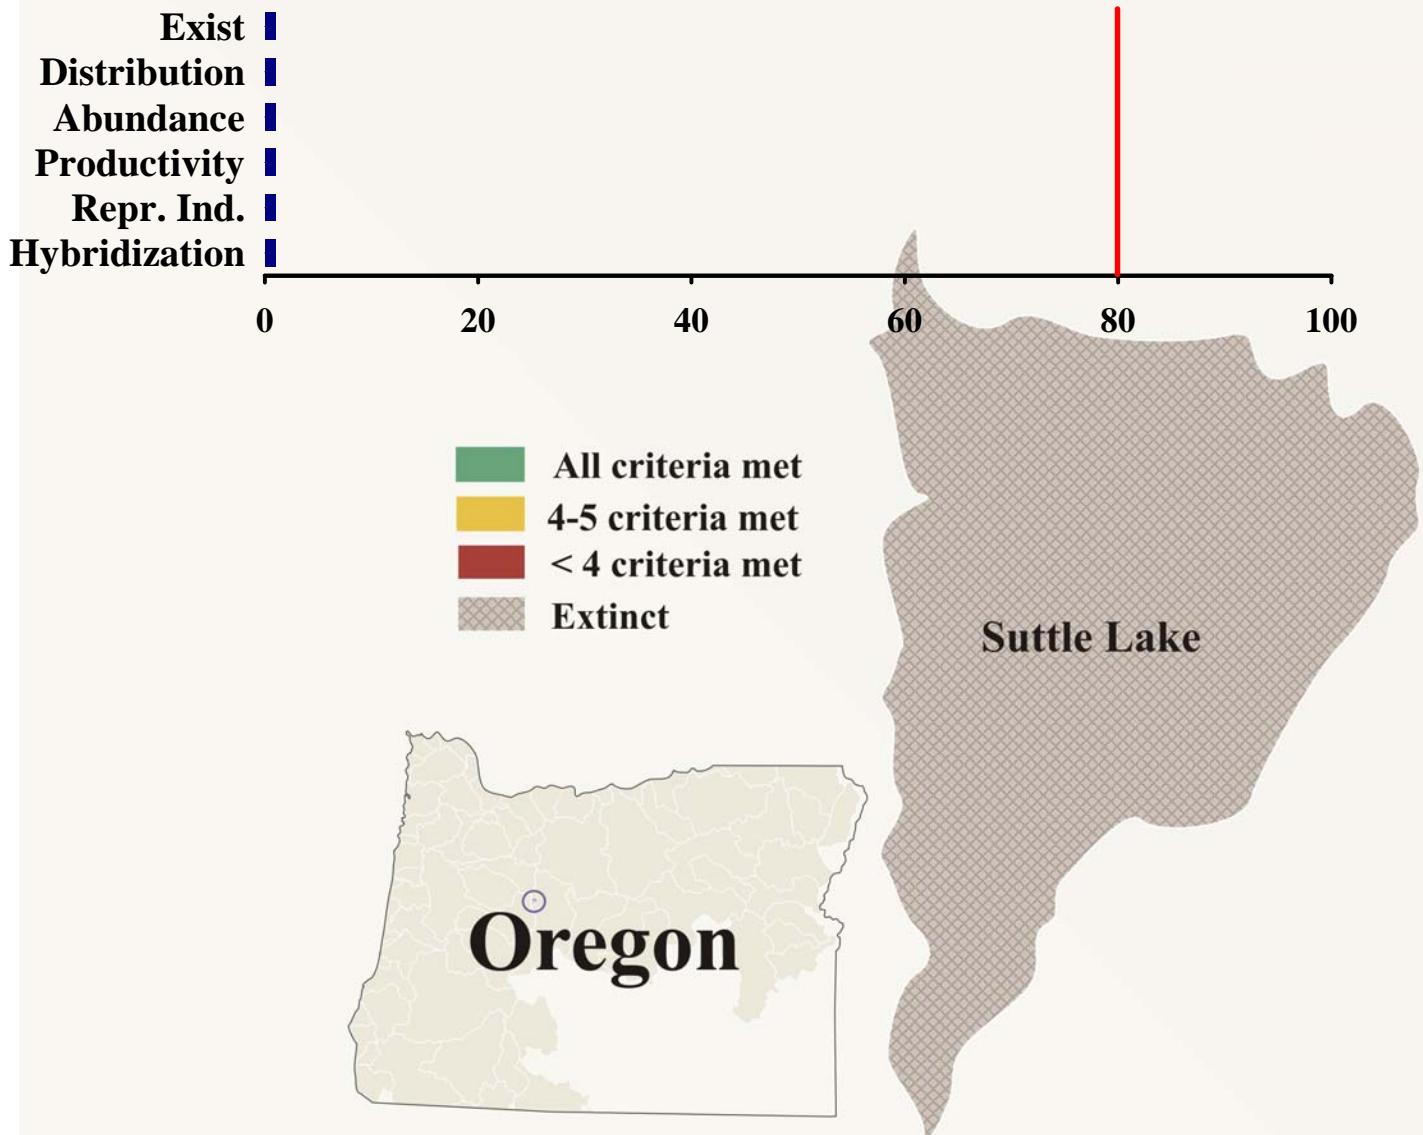 Exist
Distribution
Abundance
Productivity
Repr. Ind.
Hybridization
0 20 40 60 80 100
All criteria met
4-5 criteria met
< 4 criteria met
Extinct
Suttle Lake
Oregon